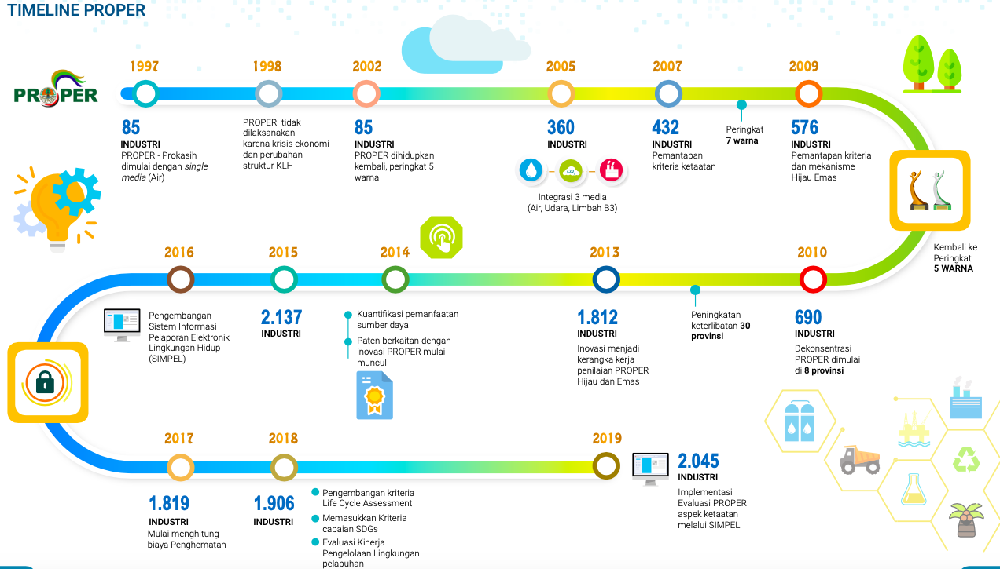 TIMELINE PROPER
1997
1998
2002
2005
2007
2009
PROPER
85
INDUSTRI
PROPER - Prokasih
dimulai dengan single
media (Air)
PROPER tidak
dilaksanakan
karena krisis ekonomi
dan perubahan
struktur KLH
85
INDUSTRI
PROPER dihidupkan
kembali, peringkat 5
warna
360
INDUSTRI
CO₂
Integrasi 3 media
(Air, Udara, Limbah B3)
432
INDUSTRI
Pemantapan
kriteria ketaatan
Peringkat
7 warna
576
INDUSTRI
Pemantapan kriteria
dan mekanisme
Hijau Emas
Kembali ke
Peringkat
5 WARNA
2016
2015
2014
2013
2010
Pengembangan
Sistem Informasi
Pelaporan Elektronik
Lingkungan Hidup
(SIMPEL)
2.137
INDUSTRI
Kuantifikasi pemanfaatan
sumber daya
Paten berkaitan dengan
inovasi PROPER mulai
muncul
1.812
INDUSTRI
Inovasi menjadi
kerangka kerja
penilaian PROPER
Hijau dan Emas
Peningkatan
keterlibatan 30
provinsi
690
INDUSTRI
Dekonsentrasi
PROPER dimulai
di 8 provinsi
2017
2018
2019
1.819
INDUSTRI
Mulai menghitung
biaya Penghematan
1.906
INDUSTRI
Pengembangan kriteria
Life Cycle Assessment
Memasukkan Kriteria
capaian SDGs
Evaluasi Kinerja
Pengelolaan Lingkungan
pelabuhan
2.045
INDUSTRI
Implementasi
Evaluasi PROPER
aspek ketaatan
melalui SIMPEL